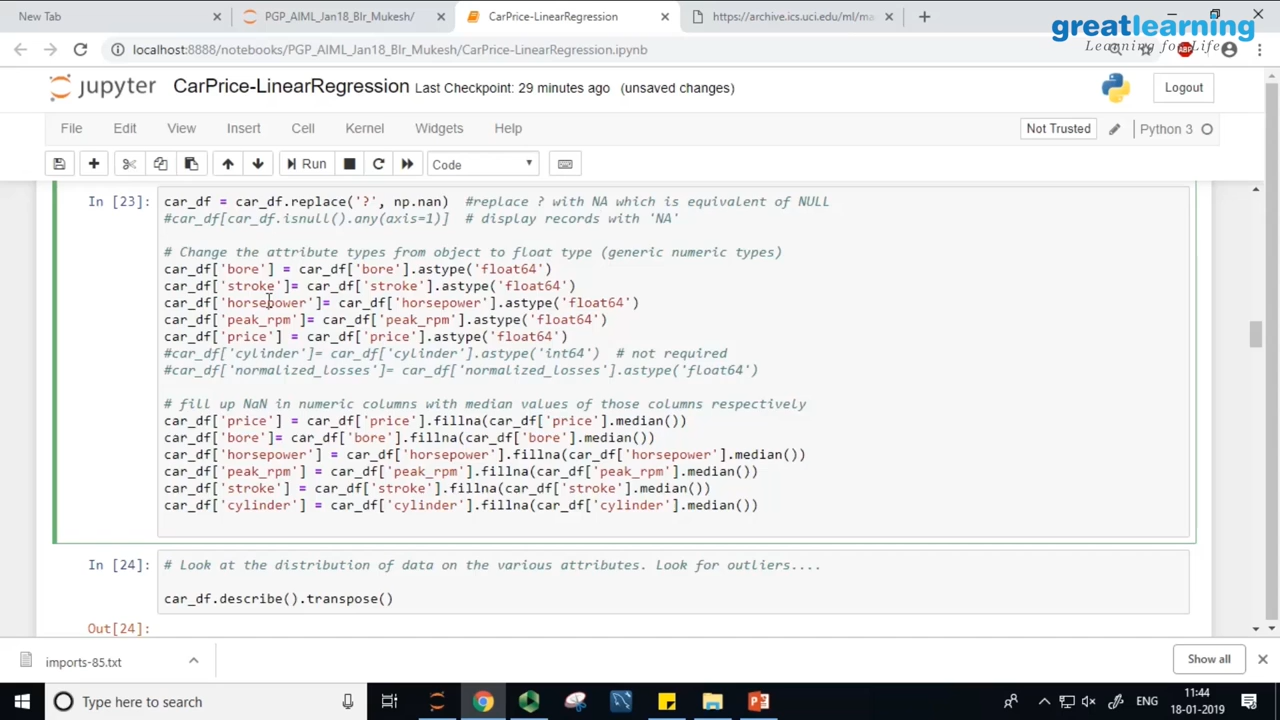 New Tab
PGP_AIML_Jan18_Blr_Mukesh/
CarPrice-LinearRegression
https://archive.ics.uci.edu/ml/ma
greatlearning
Learning for Life
localhost:8888/notebooks/PGP_AIML_Jan18_Blr_Mukesh/CarPrice-LinearRegression.ipynb
ABP
jupyter CarPrice-LinearRegression Last Checkpoint: 29 minutes ago (unsaved changes)
Logout
File Edit View Insert Cell Kernel Widgets Help
Not Trusted
Python 3
Run
Code
In [23]: car_df = car_df.replace('?', np.nan)  #replace ? with NA which is equivalent of NULL
#car_df[car_df.isnull().any(axis=1)]  # display records with 'NA'
# Change the attribute types from object to float type (generic numeric types)
car_df['bore'] = car_df['bore'].astype('float64')
car_df['stroke']= car_df['stroke'].astype('float64')
car_df['horsepower']= car_df['horsepower'].astype('float64')
car_df['peak_rpm']= car_df['peak_rpm'].astype('float64')
car_df['price'] = car_df['price'].astype('float64')
#car_df['cylinder']= car_df['cylinder'].astype('int64')  # not required
#car_df['normalized_losses']= car_df['normalized_losses'].astype('float64')
# fill up NaN in numeric columns with median values of those columns respectively
car_df['price'] = car_df['price'].fillna(car_df['price'].median())
car_df['bore']= car_df['bore'].fillna(car_df['bore'].median())
car_df['horsepower'] = car_df['horsepower'].fillna(car_df['horsepower'].median())
car_df['peak_rpm'] = car_df['peak_rpm'].fillna(car_df['peak_rpm'].median())
car_df['stroke'] = car_df['stroke'].fillna(car_df['stroke'].median())
car_df['cylinder'] = car_df['cylinder'].fillna(car_df['cylinder'].median())
In [24]: # Look at the distribution of data on the various attributes. Look for outliers....
car_df.describe().transpose()
Out[24]:
imports-85.txt
Show all
Type here to search
ENG
11:44
18-01-2019